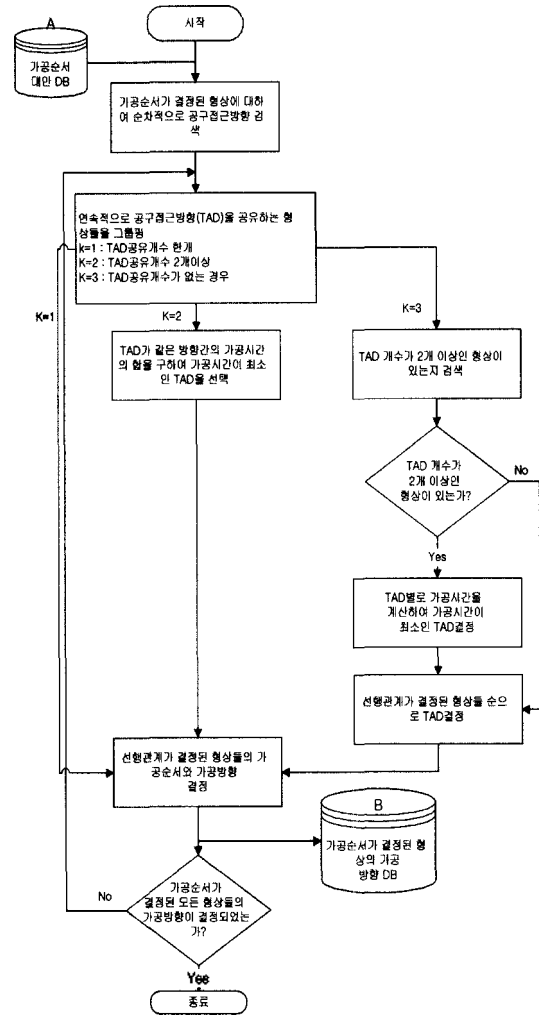 시작
A
가공순서
대안 DB
가공순서가 결정된 형상에 대하
여 순차적으로 공구접근방향 검
색
연속적으로 공구접근방향(TAD)을 공유하는 형
상들을 그룹핑
k=1 : TAD공유개수 한개
K=2 : TAD공유개수 2개이상
K=3 : TAD공유개수가 없는 경우
K=1
K=2
K=3
TAD가 같은 방향간의 가공시간
의 합을 구하여 가공시간이 최소
인 TAD을 선택
TAD 개수가 2개 이상인 형상이
있는지 검색
TAD 개수가
2개 이상인
형상이 있는가?
No
Yes
TAD별로 가공시간을
계산하여 가공시간이
최소인 TAD결정
선행관계가 결정된 형상들 순으
로 TAD결정
선행관계가 결정된 형상들의 가
공순서와 가공방향
결정
B
가공순서가 결정된 형
상의 가공
방향 DB
가공순서가
결정된 모든 형상들의
가공방향이 결정되었는
가?
No
Yes
종료